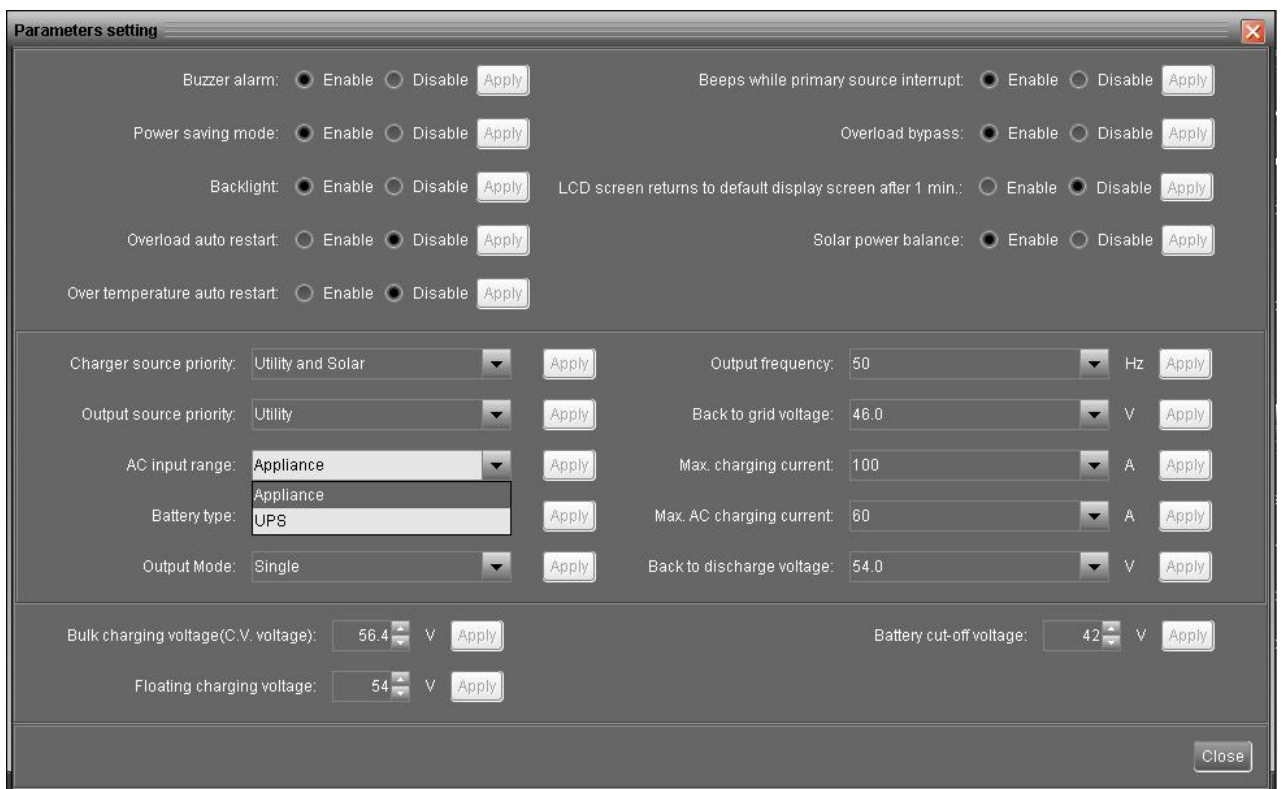 Parameters setting
Buzzer alarm: Enable Disable Apply Beeps while primary source interrupt: Enable Disable Apply
Power saving mode: Enable Disable Apply Overload bypass: Enable Disable Apply
Backlight: Enable Disable Apply LCD screen returns to default display screen after 1 min.: Enable Disable Apply
Overload auto restart: Enable Disable Apply Solar power balance: Enable Disable Apply
Over temperature auto restart: Enable Disable Apply
Charger source priority: Utility and Solar Apply Output frequency: 50 Hz Apply
Output source priority: Utility Apply Back to grid voltage: 46.0 V Apply
AC input range: Appliance Apply Max. charging current: 100 A Apply
Appliance
Battery type: UPS Apply Max. AC charging current: 60 A Apply
Output Mode: Single Apply Back to discharge voltage: 54.0 V Apply
Bulk charging voltage(C.V. voltage): 56.4 V Apply Battery cut-off voltage: 42 V Apply
Floating charging voltage: 54 V Apply
Close